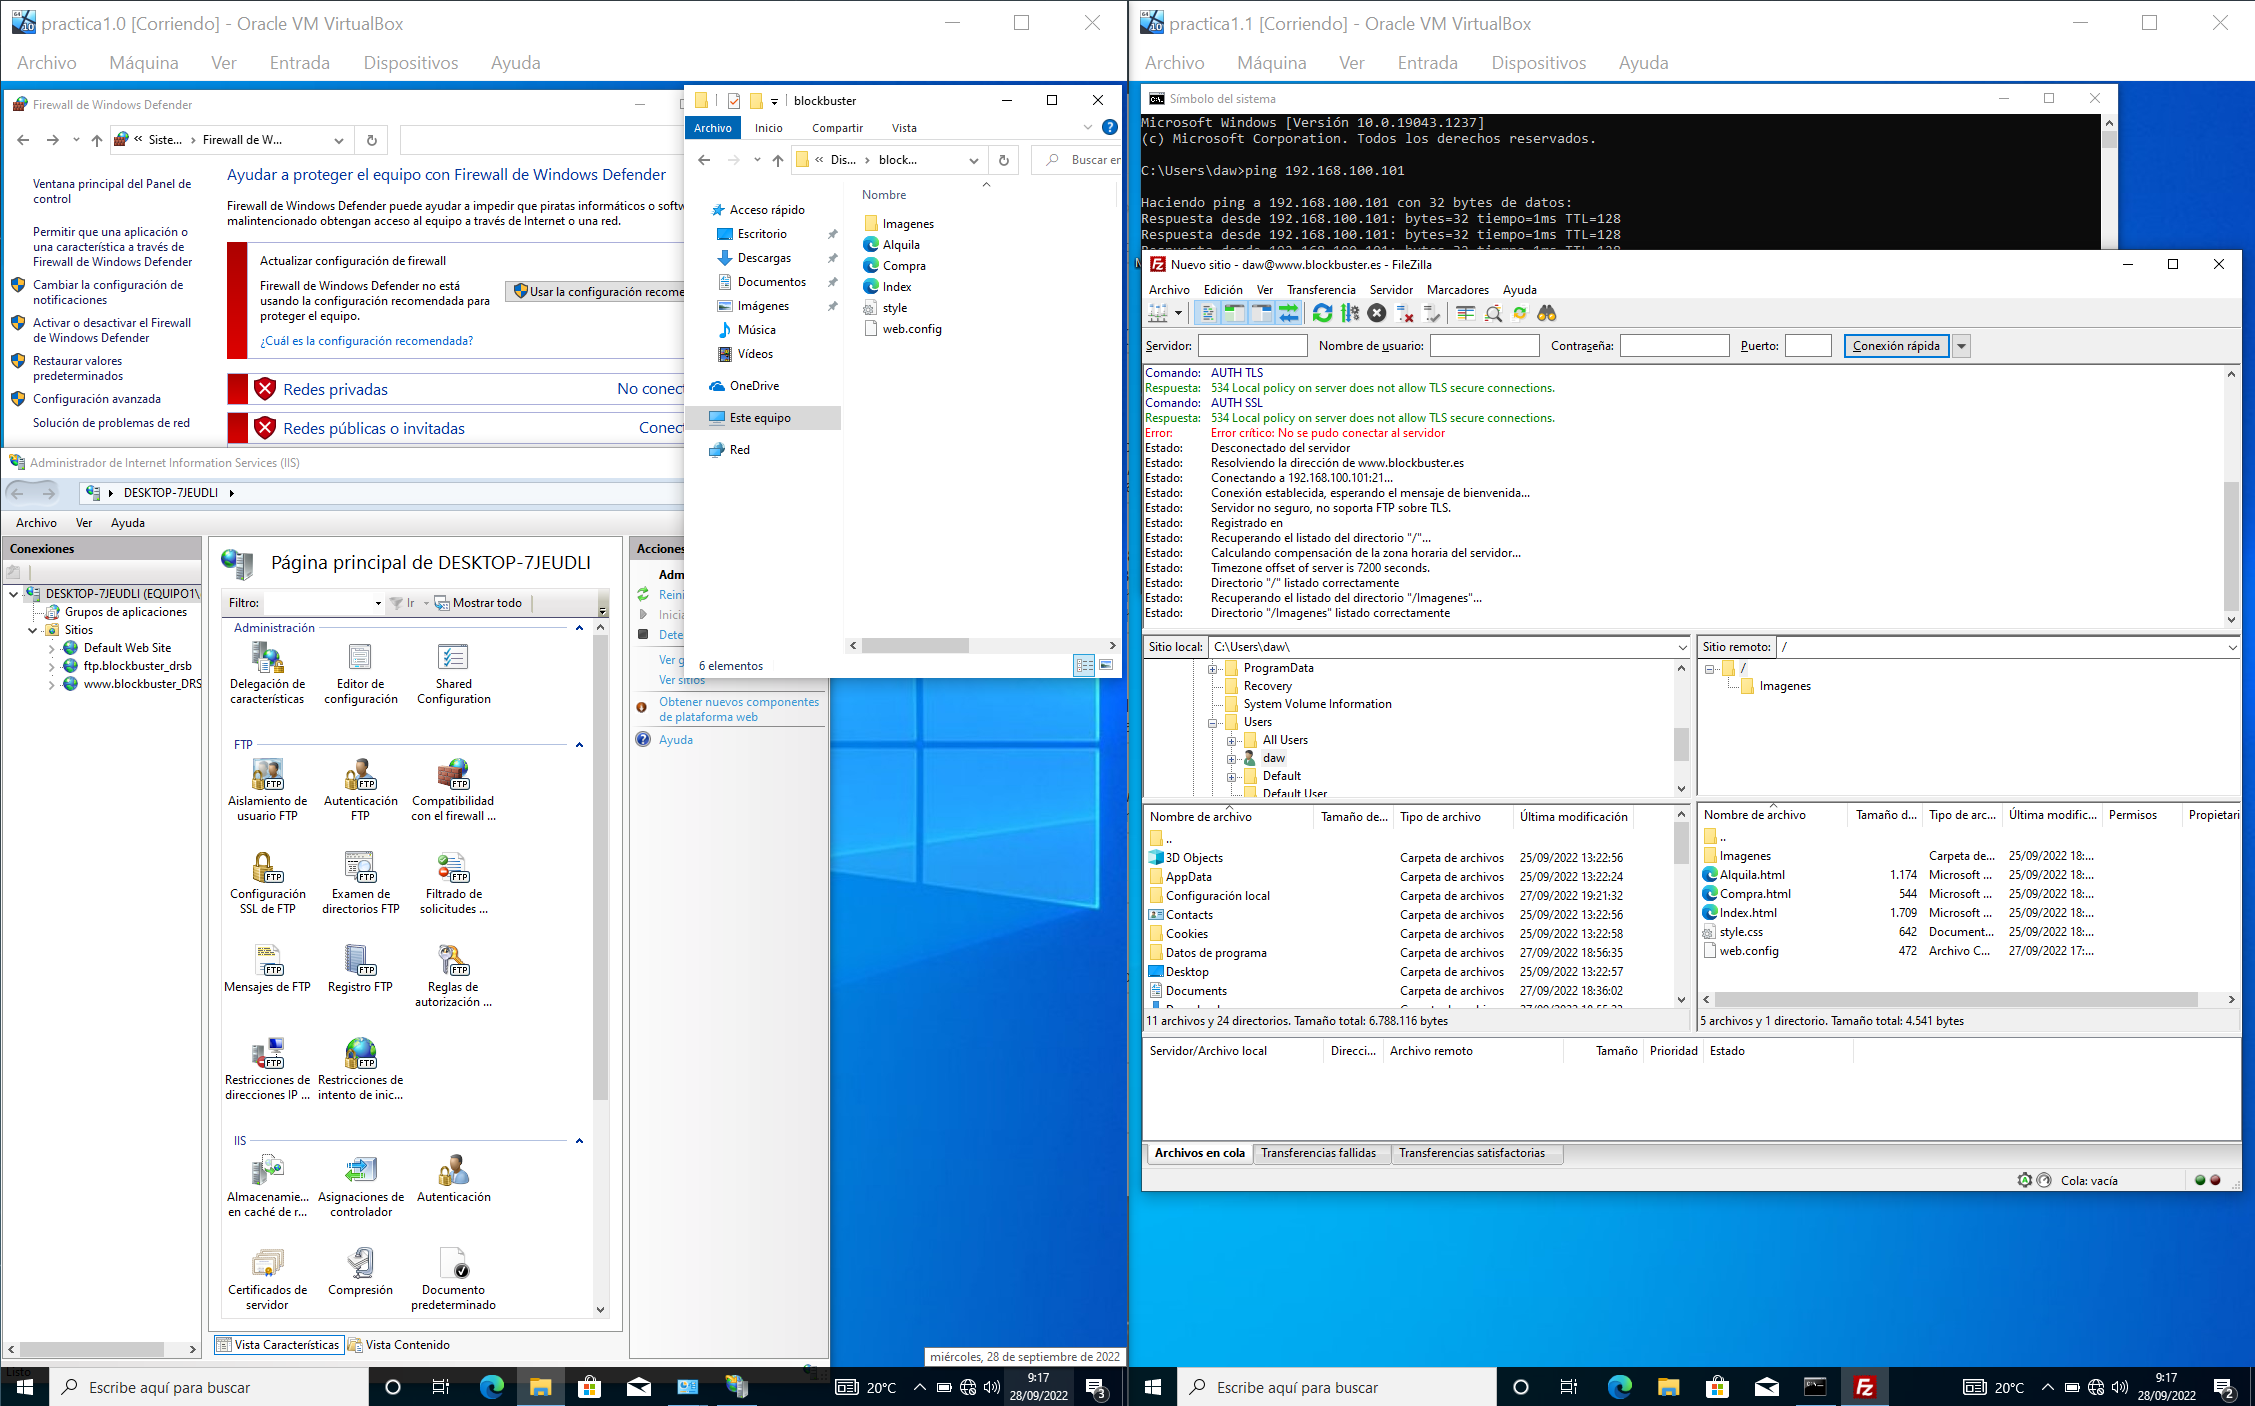 practica1.0 [Corriendo] - Oracle VM VirtualBox
Archivo Máquina Ver Entrada Dispositivos Ayuda
Firewall de Windows Defender
« Siste... › Firewall de W...
Ventana principal del Panel de
control
Permitir que una aplicación o
una característica a través de
Firewall de Windows Defender
Cambiar la configuración de
notificaciones
Activar o desactivar el Firewall
de Windows Defender
Restaurar valores
predeterminados
Configuración avanzada
Solución de problemas de red
Ayudar a proteger el equipo con Firewall de Windows Defender
Firewall de Windows Defender puede ayudar a impedir que piratas informáticos o softw
malintencionado obtengan acceso al equipo a través de Internet o una red.
Actualizar configuración de firewall
Firewall de Windows Defender no está
usando la configuración recomendada para
proteger el equipo.
Usar la configuración recome
¿Cuál es la configuración recomendada?
Redes privadas No conect
Redes públicas o invitadas Conect
blockbuster
Archivo Inicio Compartir Vista
« Dis... › block...
Buscar en
Nombre
Acceso rápido
Escritorio
Descargas
Documentos
Imágenes
Música
Vídeos
OneDrive
Este equipo
Red
Imagenes
Alquila
Compra
Index
style
web.config
6 elementos
Administrador de Internet Information Services (IIS)
DESKTOP-7JEUDLI
Archivo Ver Ayuda
Conexiones
DESKTOP-7JEUDLI (EQUIPO1\
Grupos de aplicaciones
Sitios
Default Web Site
ftp.blockbuster_drsb
www.blockbuster_DRS
Página principal de DESKTOP-7JEUDLI
Filtro: Ir Mostrar todo
Administración
Delegación de
características
Editor de
configuración
Shared
Configuration
FTP
Aislamiento de
usuario FTP
Autenticación
FTP
Compatibilidad
con el firewall ...
Configuración
SSL de FTP
Examen de
directorios FTP
Filtrado de
solicitudes ...
Mensajes de FTP
Registro FTP
Reglas de
autorización ...
Restricciones de
direcciones IP ...
Restricciones de
intento de inic...
IIS
Almacenamie...
en caché de r...
Asignaciones de
controlador
Autenticación
Certificados de
servidor
Compresión
Documento
predeterminado
Vista Características Vista Contenido
Acciones
Adm
Reini
Inicia
Dete
Ver g
Ver sitios
Obtener nuevos componentes
de plataforma web
Ayuda
Listo
miércoles, 28 de septiembre de 2022
Escribe aquí para buscar
20°C
9:17
28/09/2022
3
practica1.1 [Corriendo] - Oracle VM VirtualBox
Archivo Máquina Ver Entrada Dispositivos Ayuda
Símbolo del sistema
Microsoft Windows [Versión 10.0.19043.1237]
(c) Microsoft Corporation. Todos los derechos reservados.
C:\Users\daw>ping 192.168.100.101
Haciendo ping a 192.168.100.101 con 32 bytes de datos:
Respuesta desde 192.168.100.101: bytes=32 tiempo=1ms TTL=128
Respuesta desde 192.168.100.101: bytes=32 tiempo=1ms TTL=128
Respuesta desde 192.168.100.101: bytes=32 tiempo=1ms TTL=128
Nuevo sitio - daw@www.blockbuster.es - FileZilla
Archivo Edición Ver Transferencia Servidor Marcadores Ayuda
Servidor: Nombre de usuario: Contraseña: Puerto: Conexión rápida
Comando: AUTH TLS
Respuesta: 534 Local policy on server does not allow TLS secure connections.
Comando: AUTH SSL
Respuesta: 534 Local policy on server does not allow TLS secure connections.
Error: Error crítico: No se pudo conectar al servidor
Estado: Desconectado del servidor
Estado: Resolviendo la dirección de www.blockbuster.es
Estado: Conectando a 192.168.100.101:21...
Estado: Conexión establecida, esperando el mensaje de bienvenida...
Estado: Servidor no seguro, no soporta FTP sobre TLS.
Estado: Registrado en
Estado: Recuperando el listado del directorio "/"...
Estado: Calculando compensación de la zona horaria del servidor...
Estado: Timezone offset of server is 7200 seconds.
Estado: Directorio "/" listado correctamente
Estado: Recuperando el listado del directorio "/Imagenes"...
Estado: Directorio "/Imagenes" listado correctamente
Sitio local: C:\Users\daw\
ProgramData
Recovery
System Volume Information
Users
All Users
daw
Default
Default User
Sitio remoto: /
/
Imagenes
Nombre de archivo Tamaño de... Tipo de archivo Última modificación
..
3D Objects Carpeta de archivos 25/09/2022 13:22:56
AppData Carpeta de archivos 25/09/2022 13:22:24
Configuración local Carpeta de archivos 27/09/2022 19:21:32
Contacts Carpeta de archivos 25/09/2022 13:22:56
Cookies Carpeta de archivos 25/09/2022 13:22:58
Datos de programa Carpeta de archivos 27/09/2022 18:56:35
Desktop Carpeta de archivos 25/09/2022 13:22:57
Documents Carpeta de archivos 27/09/2022 18:36:02
11 archivos y 24 directorios. Tamaño total: 6.788.116 bytes
Nombre de archivo Tamaño d... Tipo de arc... Última modific... Permisos Propietari
..
Imagenes Carpeta de... 25/09/2022 18:...
Alquila.html 1.174 Microsoft ... 25/09/2022 18:...
Compra.html 544 Microsoft ... 25/09/2022 18:...
Index.html 1.709 Microsoft ... 25/09/2022 18:...
style.css 642 Document... 25/09/2022 18:...
web.config 472 Archivo C... 27/09/2022 17:...
5 archivos y 1 directorio. Tamaño total: 4.541 bytes
Servidor/Archivo local Direcci... Archivo remoto Tamaño Prioridad Estado
Archivos en cola Transferencias fallidas Transferencias satisfactorias
Cola: vacía
Escribe aquí para buscar
20°C
9:17
28/09/2022
2